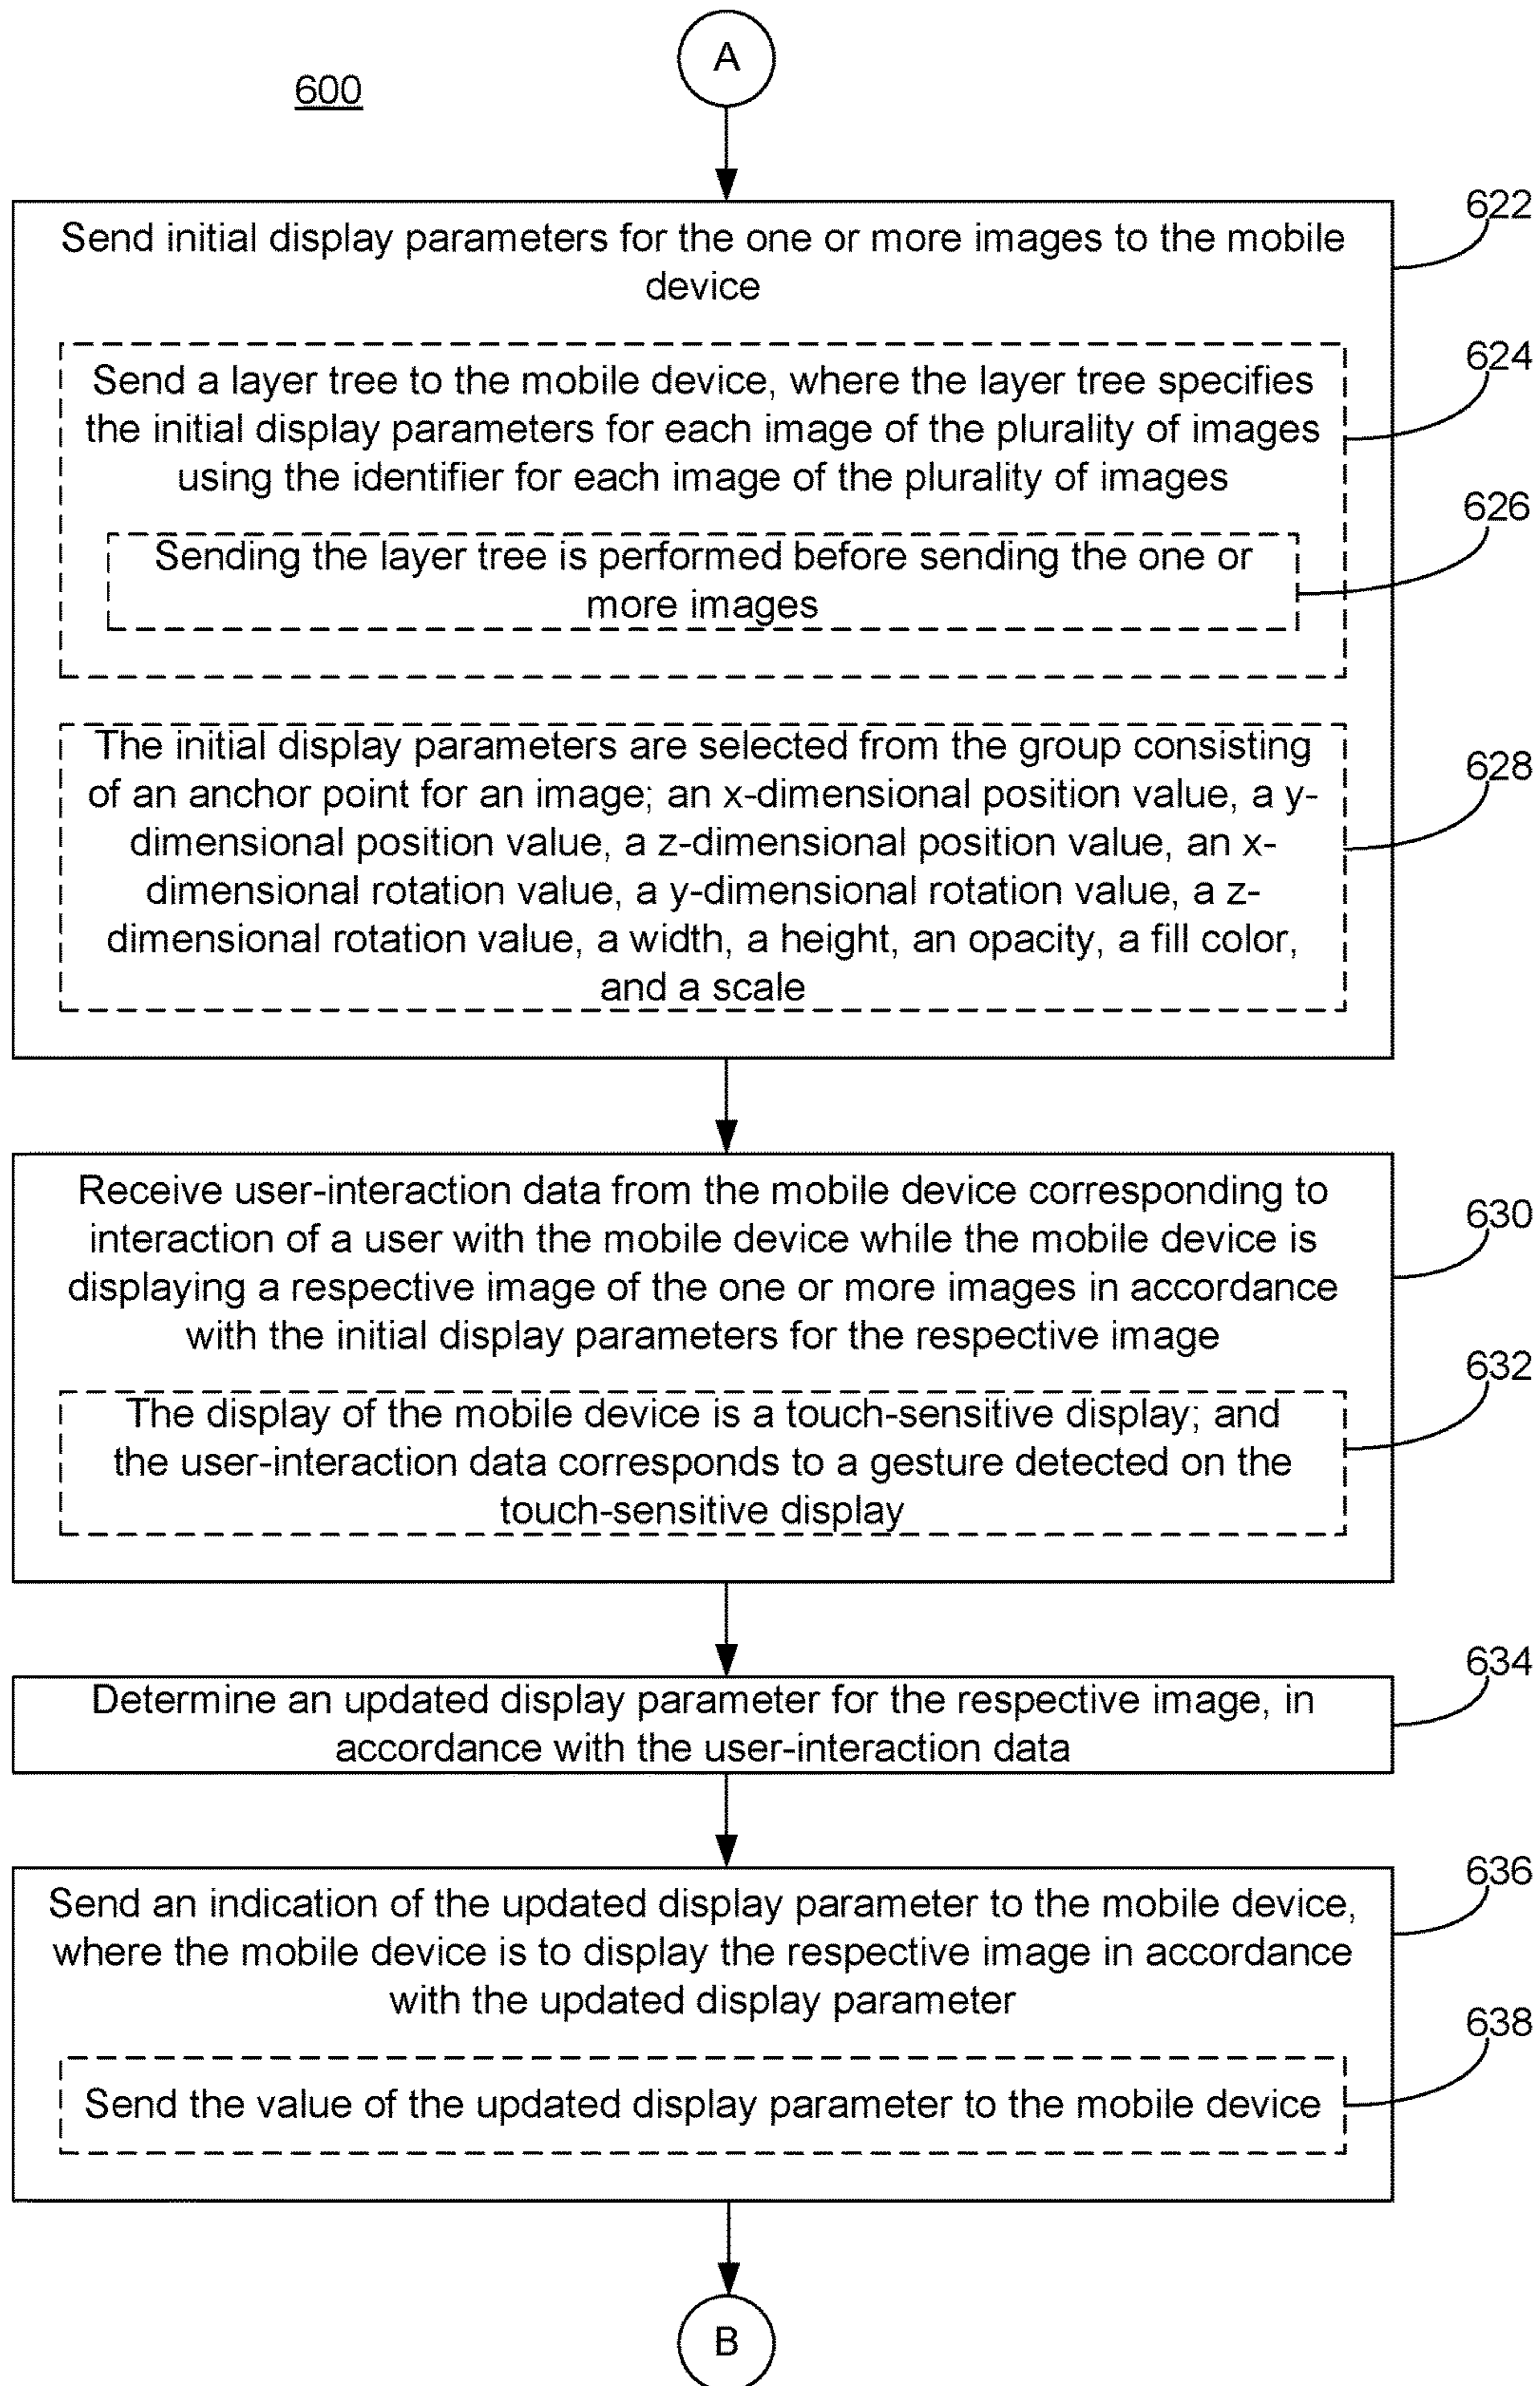 A
600
622
Send initial display parameters for the one or more images to the mobile
device
624
Send a layer tree to the mobile device, where the layer tree specifies
the initial display parameters for each image of the plurality of images
using the identifier for each image of the plurality of images
626
Sending the layer tree is performed before sending the one or
more images
628
The initial display parameters are selected from the group consisting
of an anchor point for an image; an x-dimensional position value, a y-
dimensional position value, a z-dimensional position value, an x-
dimensional rotation value, a y-dimensional rotation value, a z-
dimensional rotation value, a width, a height, an opacity, a fill color,
and a scale
630
Receive user-interaction data from the mobile device corresponding to
interaction of a user with the mobile device while the mobile device is
displaying a respective image of the one or more images in accordance
with the initial display parameters for the respective image
632
The display of the mobile device is a touch-sensitive display; and
the user-interaction data corresponds to a gesture detected on the
touch-sensitive display
634
Determine an updated display parameter for the respective image, in
accordance with the user-interaction data
636
Send an indication of the updated display parameter to the mobile device,
where the mobile device is to display the respective image in accordance
with the updated display parameter
638
Send the value of the updated display parameter to the mobile device
B